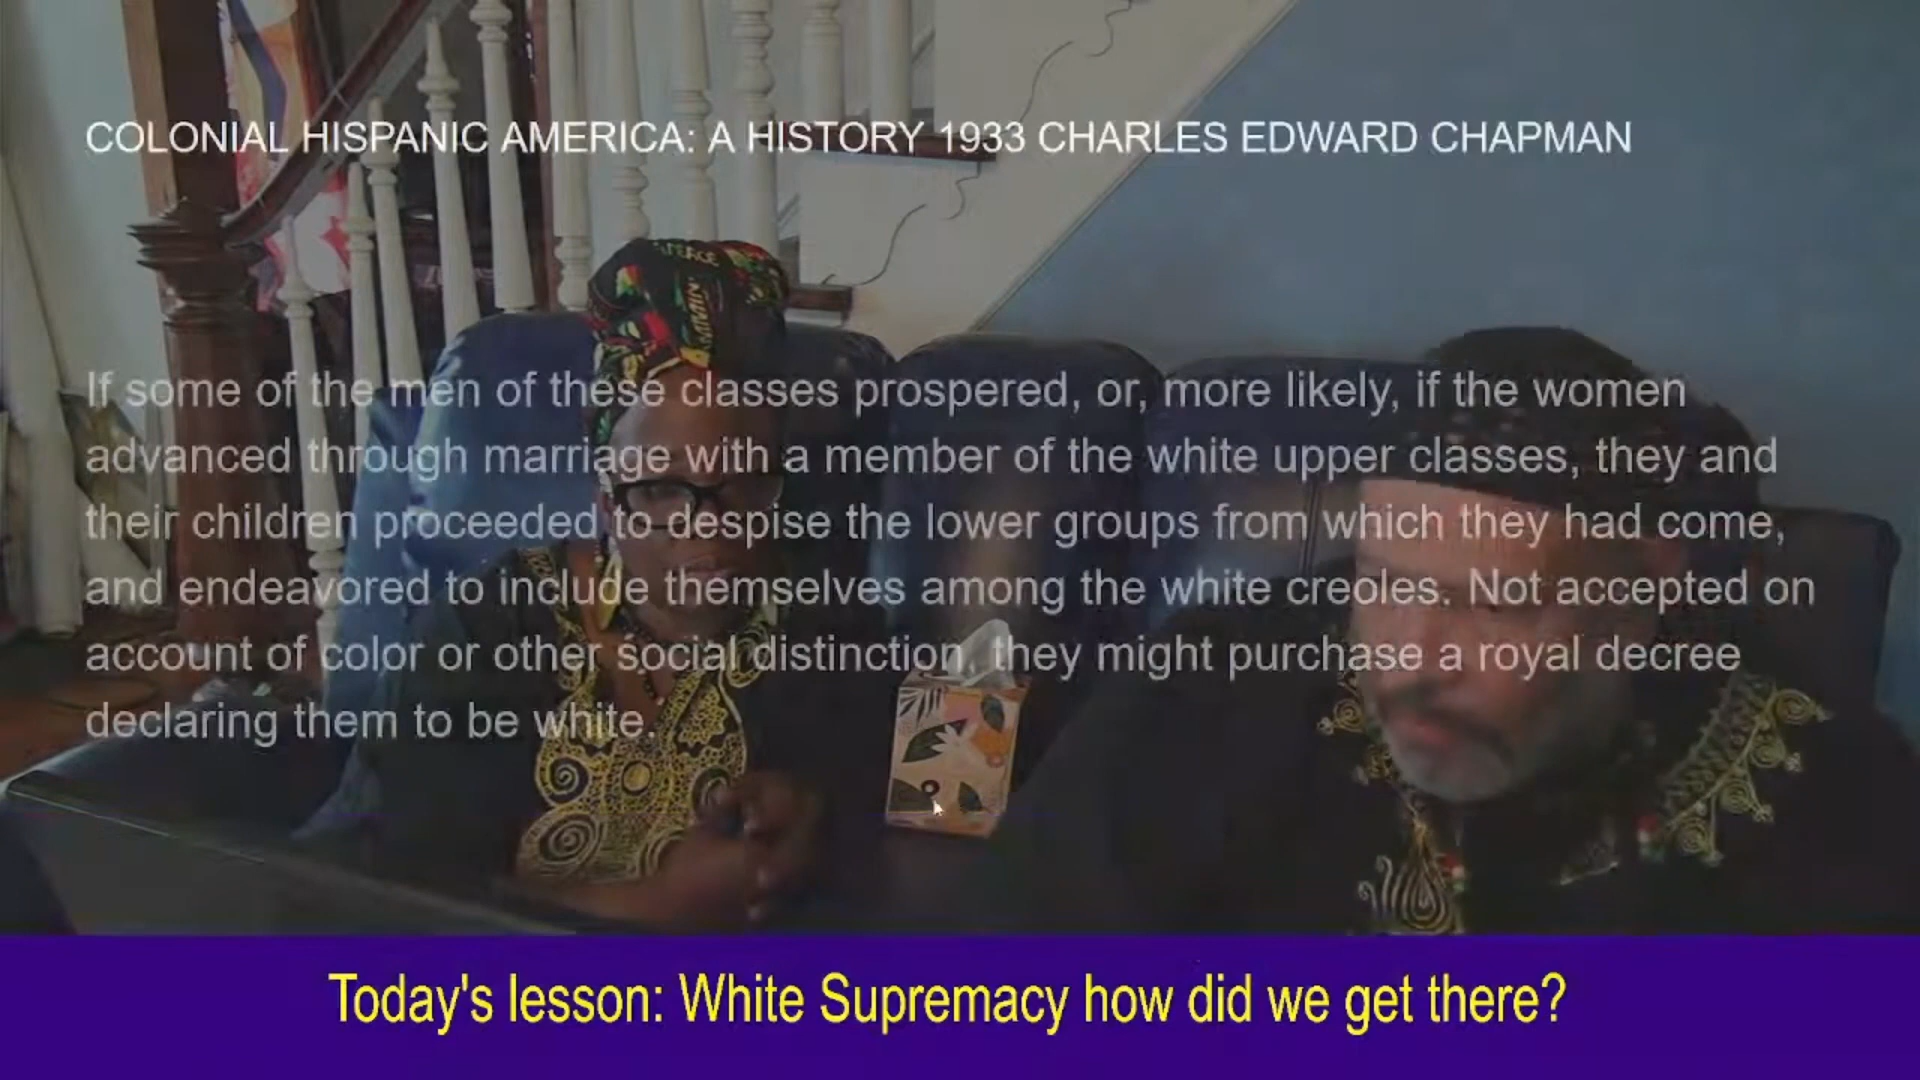 COLONIAL HISPANIC AMERICA: A HISTORY 1933 CHARLES EDWARD CHAPMAN
PEACE
If some of the men of these classes prospered, or, more likely, if the women
advanced through marriage with a member of the white upper classes, they and
their children proceeded to despise the lower groups from which they had come,
and endeavored to include themselves among the white creoles. Not accepted on
account of color or other social distinction, they might purchase a royal decree
declaring them to be white.
Today's lesson: White Supremacy how did we get there?